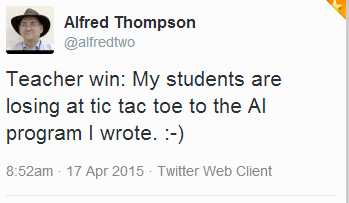 Alfred Thompson
@alfredtwo
Teacher win: My students are
losing at tic tac toe to the AI
program I wrote. :-)
8:52am · 17 Apr 2015 · Twitter Web Client